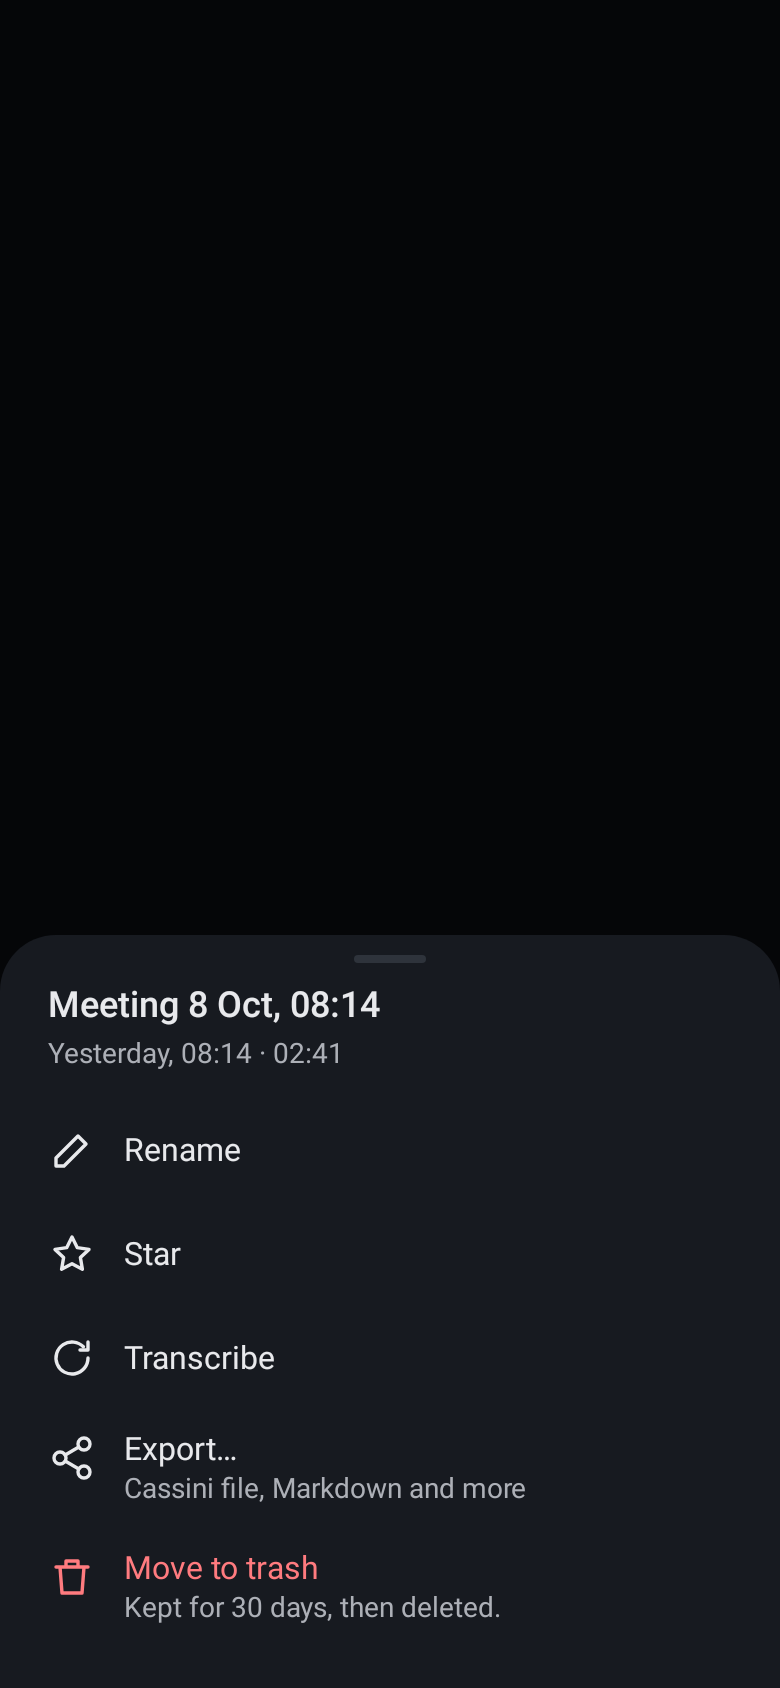 Meeting 8 Oct, 08:14
Yesterday, 08:14 · 02:41
Rename
Star
Transcribe
Export…
Cassini file, Markdown and more
Move to trash
Kept for 30 days, then deleted.